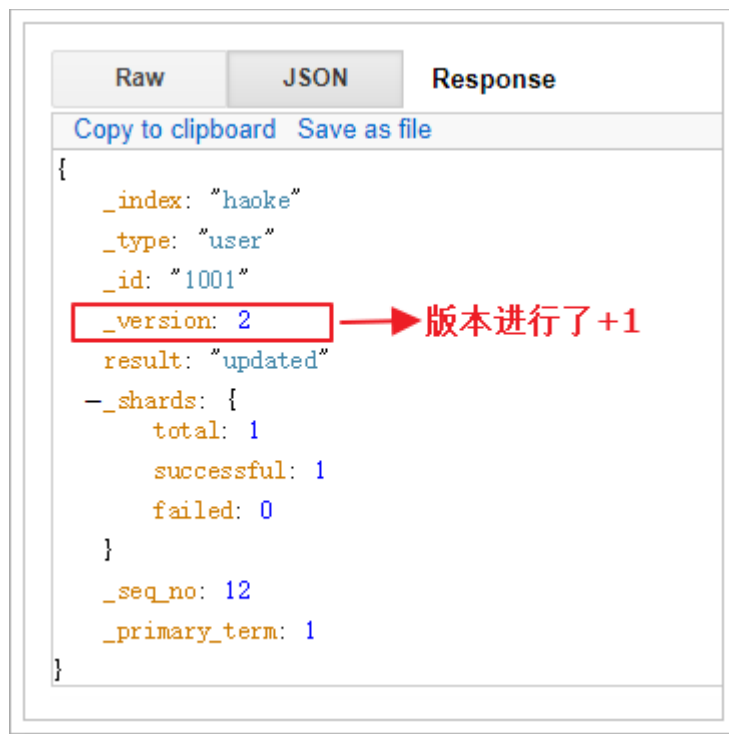 Raw JSON Response
Copy to clipboard Save as file
{
_index: "haoke"
_type: "user"
_id: "1001"
_version: 2 版本进行了+1
result: "updated"
–_shards: {
total: 1
successful: 1
failed: 0
}
_seq_no: 12
_primary_term: 1
}